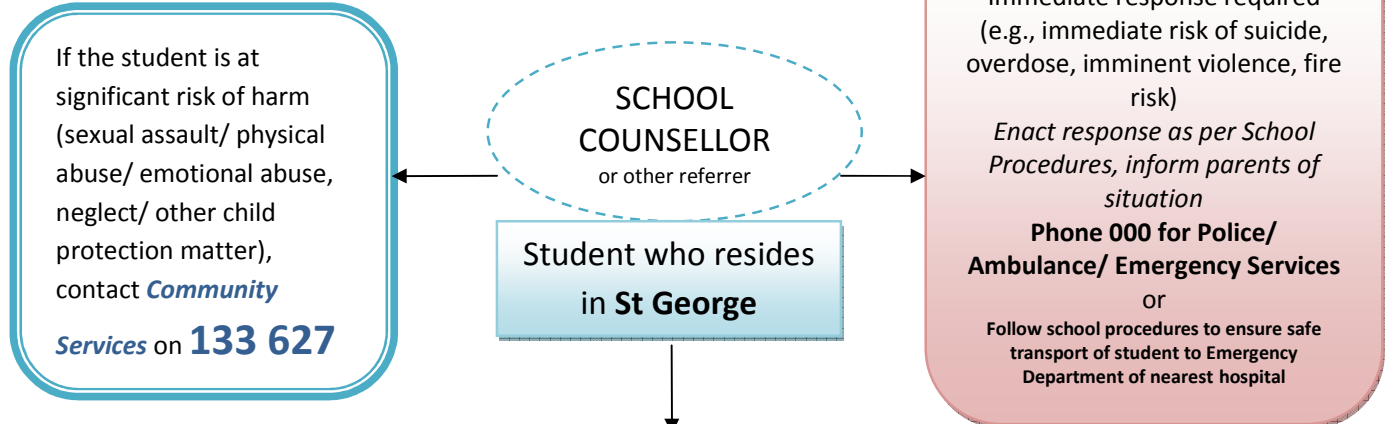 If the student is at
significant risk of harm
(sexual assault/ physical
abuse/ emotional abuse,
neglect/ other child
protection matter),
contact Community
Services on 133 627
SCHOOL
COUNSELLOR
or other referrer
Student who resides
in St George
immediate response required
(e.g., immediate risk of suicide,
overdose, imminent violence, fire
risk)
Enact response as per School
Procedures, inform parents of
situation
Phone 000 for Police/
Ambulance/ Emergency Services
or
Follow school procedures to ensure safe
transport of student to Emergency
Department of nearest hospital